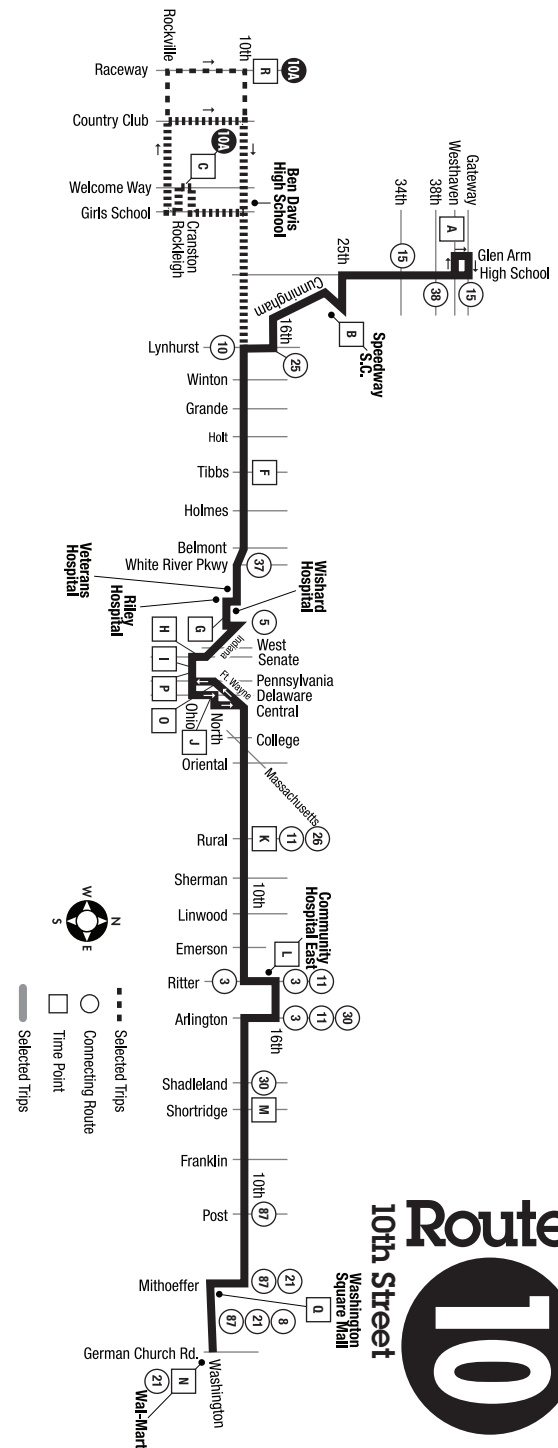 Route
10
10th Street
Rockville
10th
Raceway
R
10A
Country Club
10A
C
Welcome Way
Girls School
Cranston
Rockleigh
Ben Davis
High School
Gateway
Westhaven
38th
34th
25th
A
Glen Arm
High School
15
38
15
Cunningham
16th
B
Speedway
S.C.
Lynhurst
10
25
Winton
Grande
Holt
Tibbs
F
Holmes
Belmont
White River Pkwy
37
Veterans
Hospital
Riley
Hospital
Wishard
Hospital
G
5
H
I
P
O
J
Indiana
West
Senate
Ft. Wayne
Pennsylvania
Delaware
Central
Ohio
North
College
Oriental
Massachusetts
Rural
K
11
26
Sherman
10th
Linwood
Emerson
Community
Hospital East
L
Ritter
3
3
11
Arlington
16th
3
11
30
Shadleland
30
Shortridge
M
Franklin
10th
Post
87
Mithoeffer
87
21
Washington
Square Mall
Q
87
21
8
German Church Rd.
Washington
21
N
Wal-Mart
N
W
E
S
Selected Trips
Connecting Route
Time Point
Selected Trips